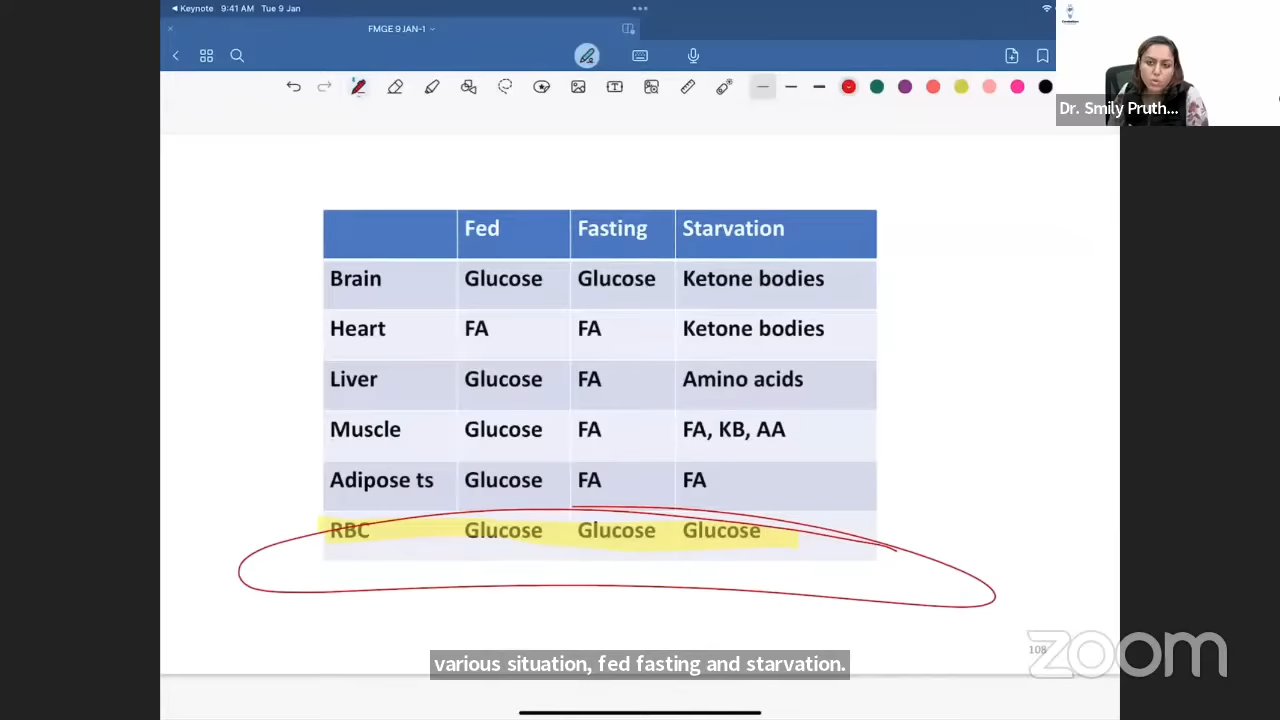 Keynote 9:41 AM Tue 9 Jan
FMGE 9 JAN-1
Dr. Smily Pruth...
Fed Fasting Starvation
Brain Glucose Glucose Ketone bodies
Heart FA FA Ketone bodies
Liver Glucose FA Amino acids
Muscle Glucose FA FA, KB, AA
Adipose ts Glucose FA FA
RBC Glucose Glucose Glucose
108
zoom
various situation, fed fasting and starvation.